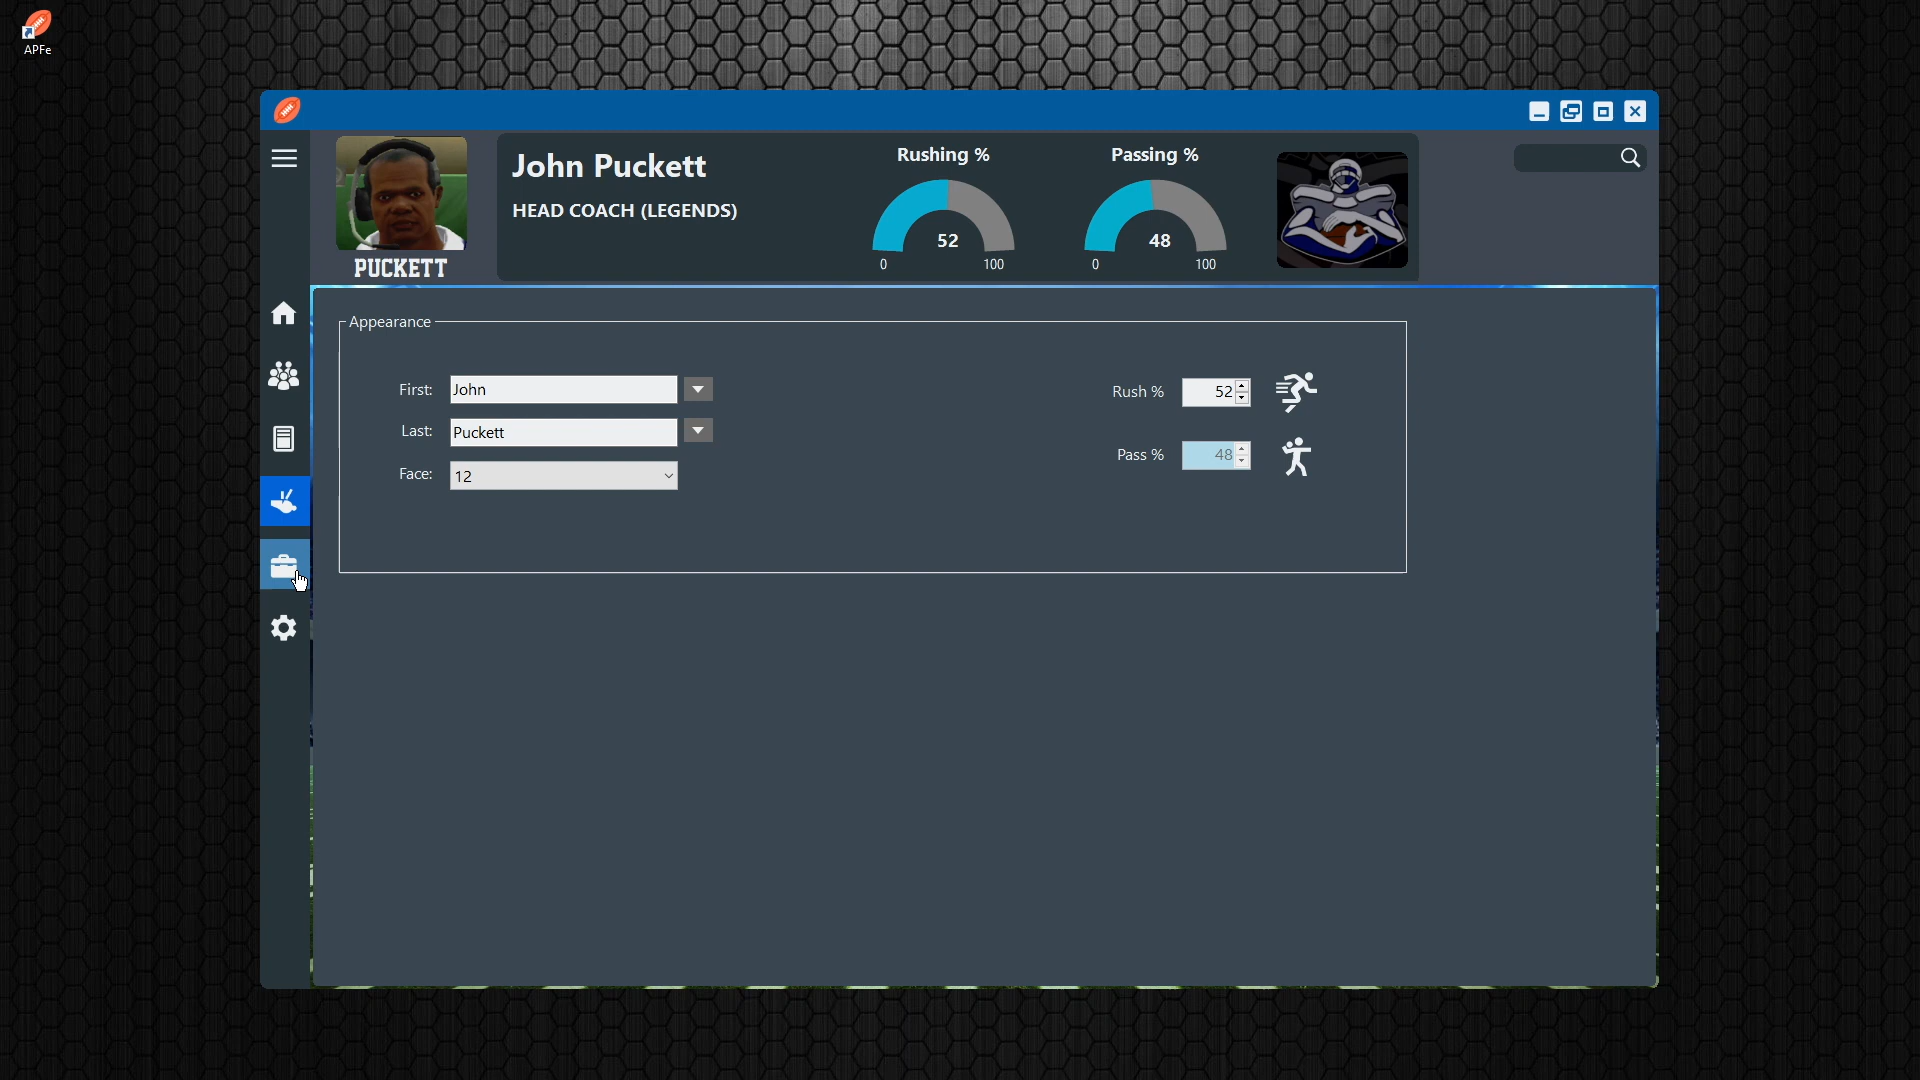 APFe
John Puckett
HEAD COACH (LEGENDS)
Rushing %
52
0 100
Passing %
48
0 100
PUCKETT
Appearance
First: John
Last: Puckett
Face: 12
Rush % 52
Pass % 48